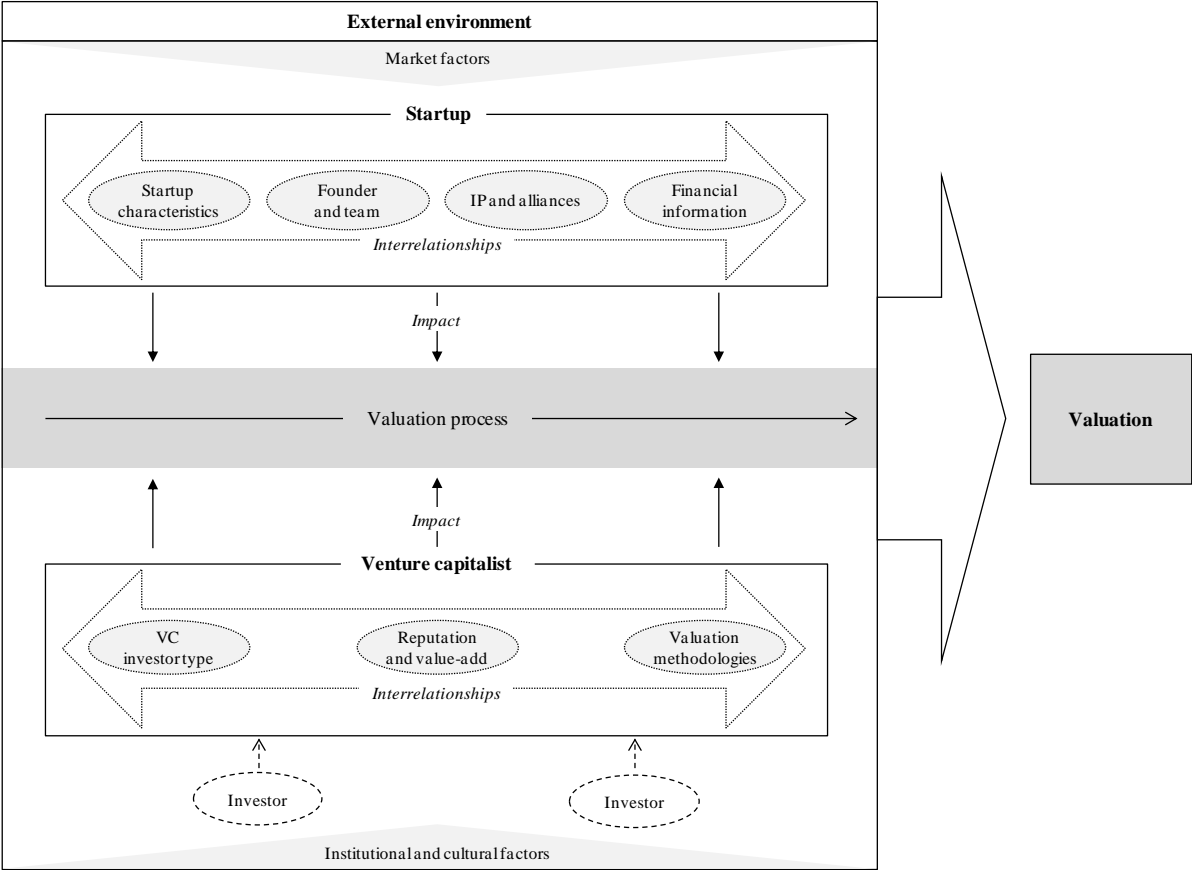 External environment
Market factors
Startup
Startup
characteristics
Founder
and team
IP and alliances
Financial
information
Interrelationships
Impact
Valuation process
Valuation
Impact
Venture capitalist
VC
investor type
Reputation
and value-add
Valuation
methodologies
Interrelationships
Investor
Investor
Institutional and cultural factors